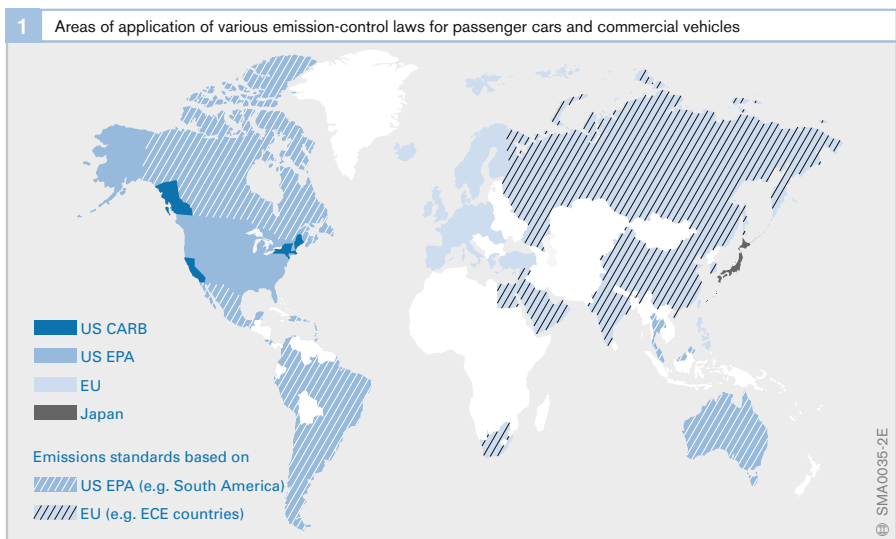 1 Areas of application of various emission-control laws for passenger cars and commercial vehicles
US CARB
US EPA
EU
Japan
Emissions standards based on
US EPA (e.g. South America)
EU (e.g. ECE countries)
SMA0035-2E